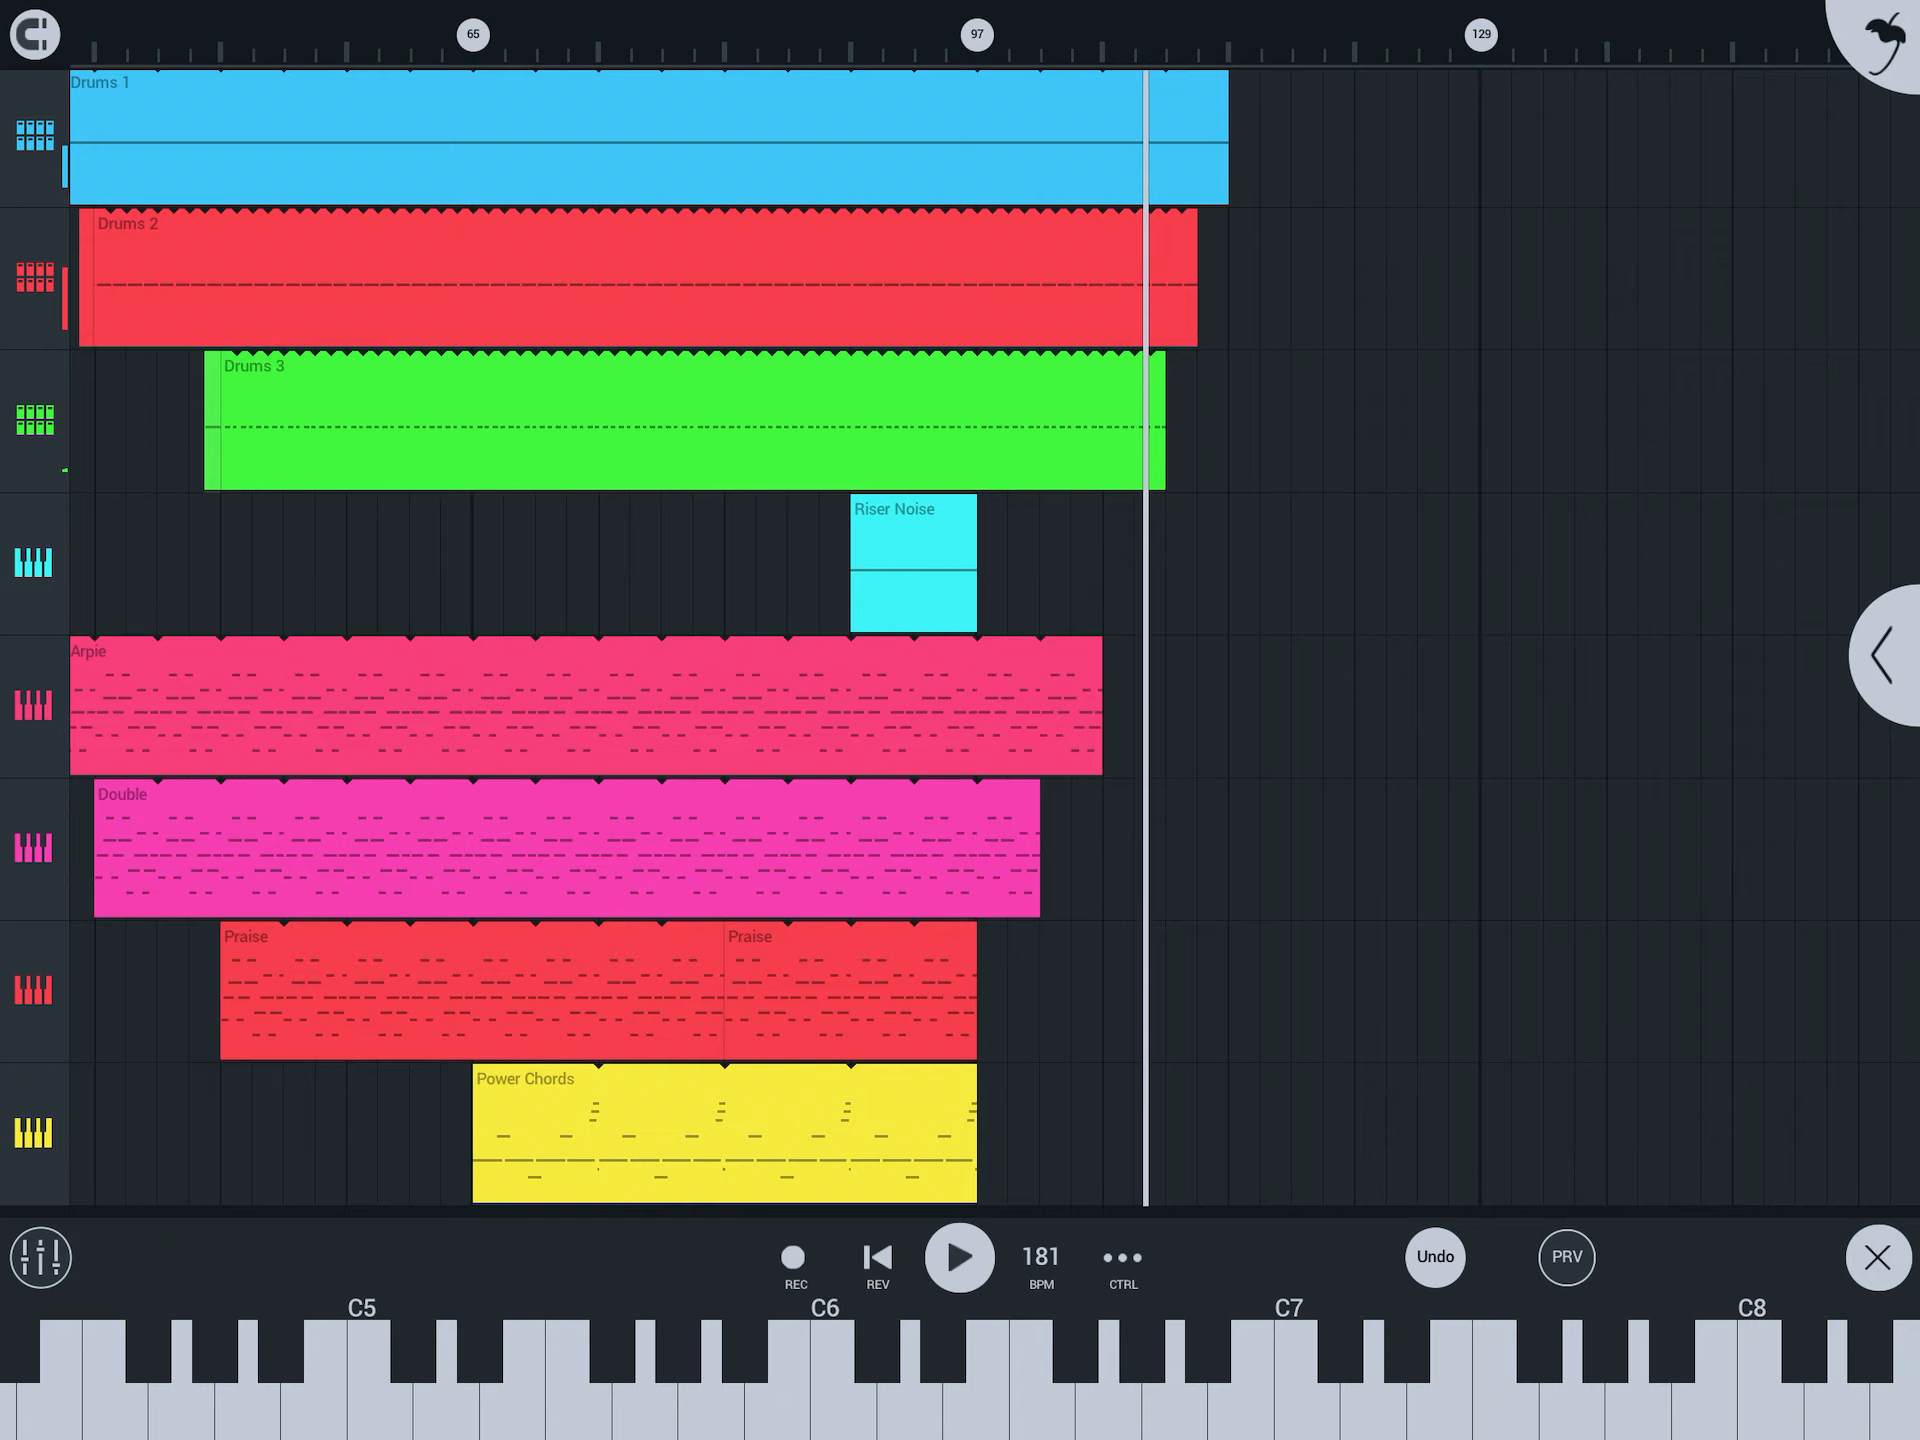 65
97
129
Drums 1
Drums 2
Drums 3
Riser Noise
Arpie
Double
Praise
Praise
Power Chords
181
Undo
PRV
REC
REV
BPM
CTRL
C5
C6
C7
C8